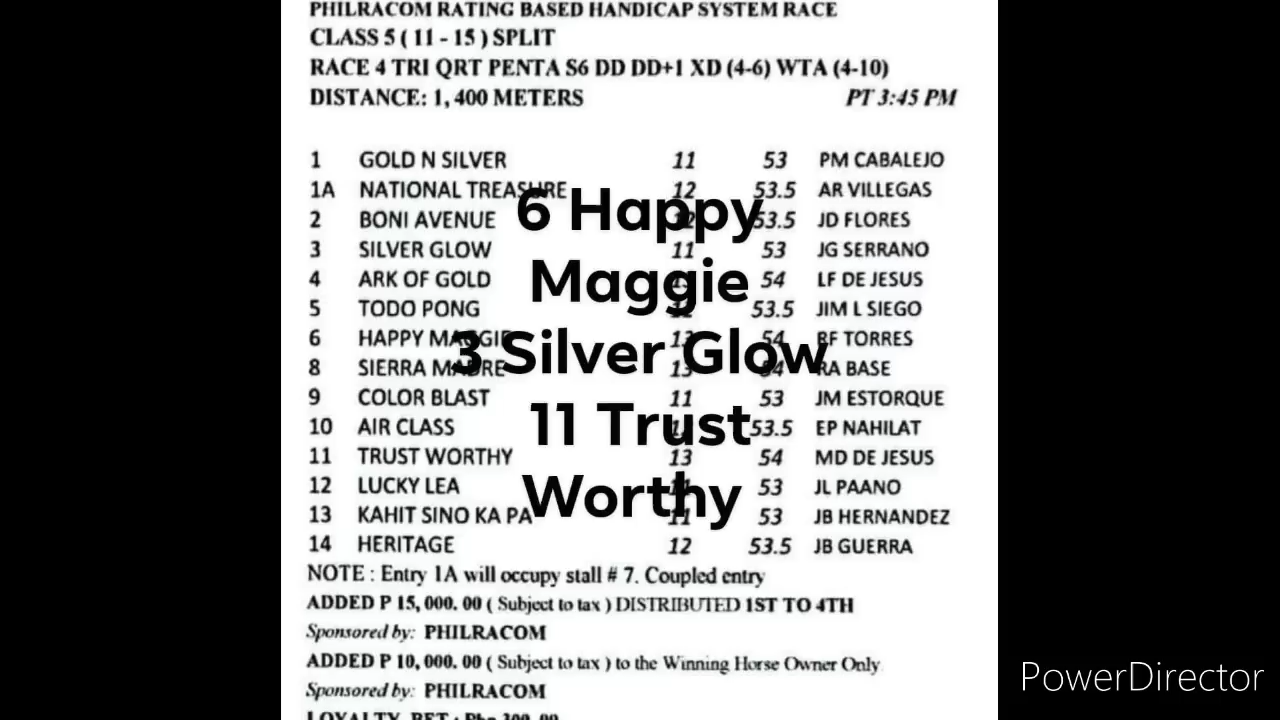 PHILRACOM RATING BASED HANDICAP SYSTEM RACE
CLASS 5 ( 11 - 15 ) SPLIT
RACE 4 TRI QRT PENTA S6 DD DD+1 XD (4-6) WTA (4-10)
DISTANCE: 1, 400 METERS PT 3:45 PM
1 GOLD N SILVER 11 53 PM CABALEJO
1A NATIONAL TREASURE 12 53.5 AR VILLEGAS
2 BONI AVENUE 53.5 JD FLORES
3 SILVER GLOW 11 53 JG SERRANO
4 ARK OF GOLD 54 LF DE JESUS
5 TODO PONG 53.5 JIM L SIEGO
6 HAPPY MAGGIE 13 54 RF TORRES
8 SIERRA MADRE 13 54 RA BASE
9 COLOR BLAST 11 53 JM ESTORQUE
10 AIR CLASS 53.5 EP NAHILAT
11 TRUST WORTHY 13 54 MD DE JESUS
12 LUCKY LEA 53 JL PAANO
13 KAHIT SINO KA PA 11 53 JB HERNANDEZ
14 HERITAGE 12 53.5 JB GUERRA
NOTE : Entry 1A will occupy stall # 7. Coupled entry
ADDED P 15, 000. 00 ( Subject to tax ) DISTRIBUTED 1ST TO 4TH
Sponsored by: PHILRACOM
ADDED P 10, 000. 00 ( Subject to tax ) to the Winning Horse Owner Only
Sponsored by: PHILRACOM
LOYALTY BET : Php 300. 00
6 Happy
Maggie
3 Silver Glow
11 Trust
Worthy
PowerDirector